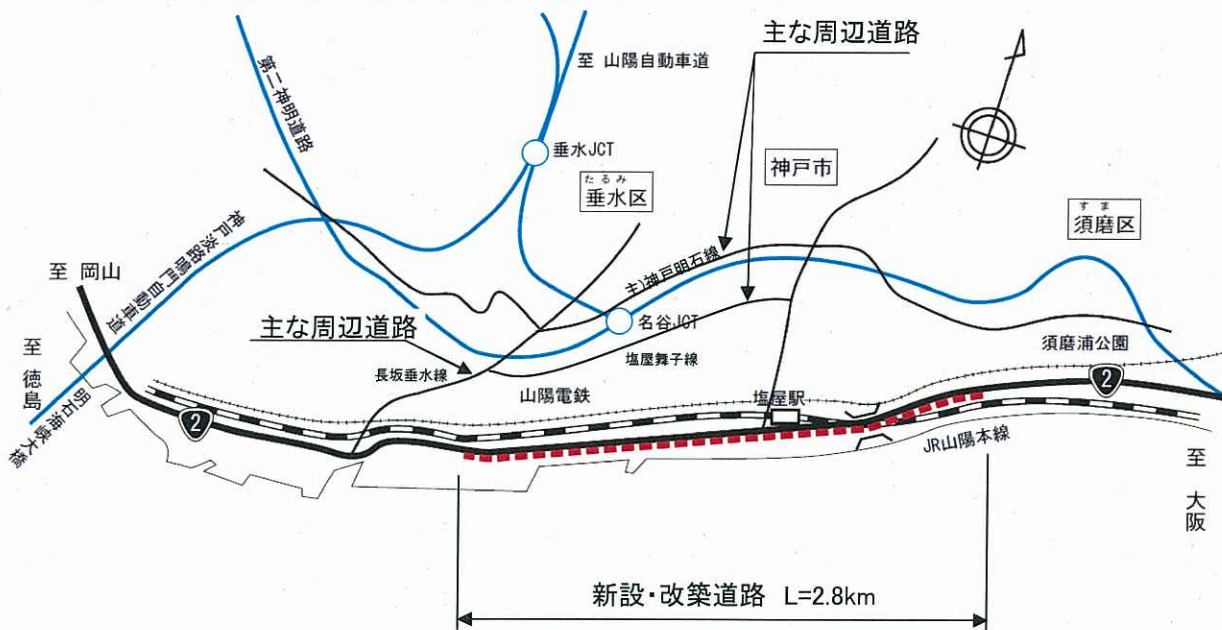 主な周辺道路
第二神明道路
至 山陽自動車道
垂水JCT
たるみ
垂水区
神戸市
すま
須磨区
神戸淡路鳴門自動車道
至 岡山
主)神戸明石線
主な周辺道路
名谷JCT
塩屋舞子線
須磨浦公園
至 徳島
長坂垂水線
山陽電鉄
塩屋駅
2
2
明石海峡大橋
JR山陽本線
至 大阪
新設・改築道路 L=2.8km